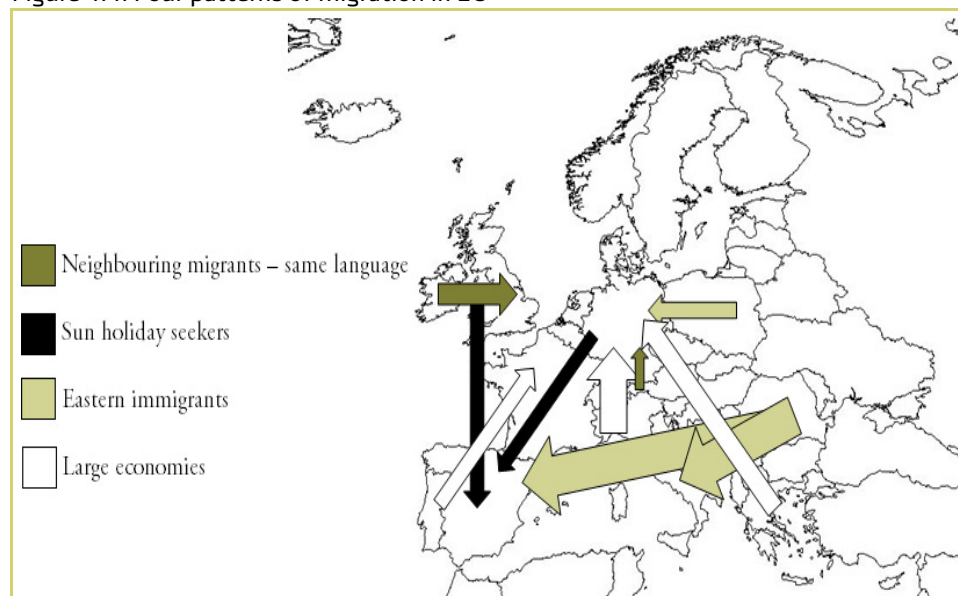 Neighbouring migrants – same language
Sun holiday seekers
Eastern immigrants
Large economies